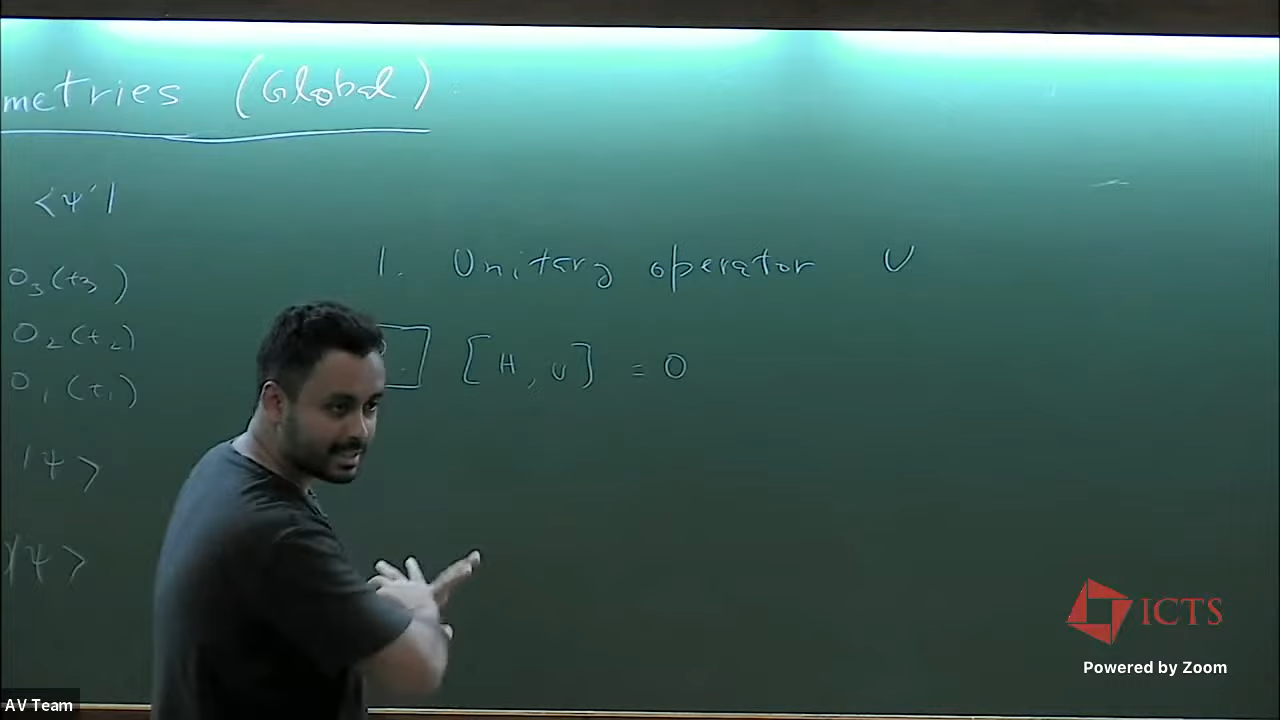 metries (Global)
<ψ'|
O₃(t₃)
O₂(t₂)
O₁(t₁)
|ψ>
|ψ>
1. Unitary operator U
[H, U] = 0
ICTS
Powered by Zoom
AV Team